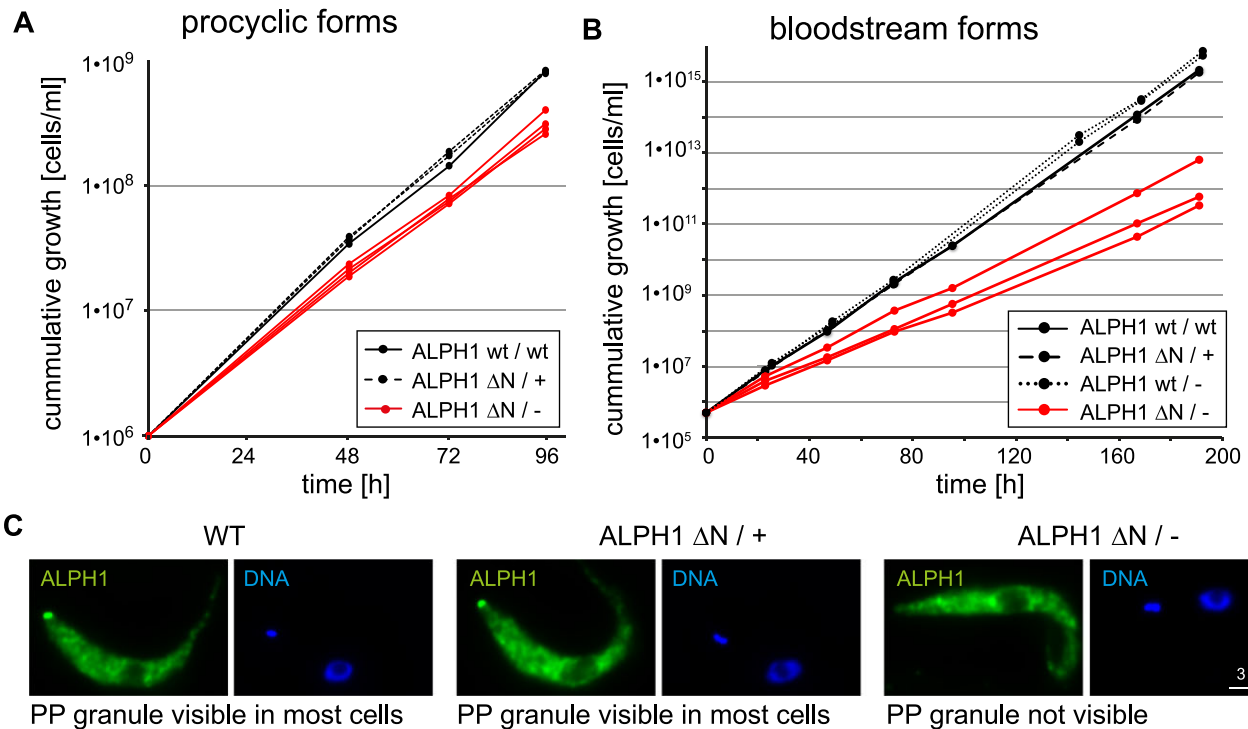 A
procyclic forms
cummulative growth [cells/ml]
1•10⁹
1•10⁸
1•10⁷
1•10⁶
0
24
48
72
96
time [h]
ALPH1 wt / wt
ALPH1 ΔN / +
ALPH1 ΔN / -
B
bloodstream forms
cummulative growth [cells/ml]
1•10¹⁵
1•10¹³
1•10¹¹
1•10⁹
1•10⁷
1•10⁵
0
40
80
120
160
200
time [h]
ALPH1 wt / wt
ALPH1 ΔN / +
ALPH1 wt / -
ALPH1 ΔN / -
C
WT
ALPH1
DNA
PP granule visible in most cells
ALPH1 ΔN / +
ALPH1
DNA
PP granule visible in most cells
ALPH1 ΔN / -
ALPH1
DNA
3
PP granule not visible